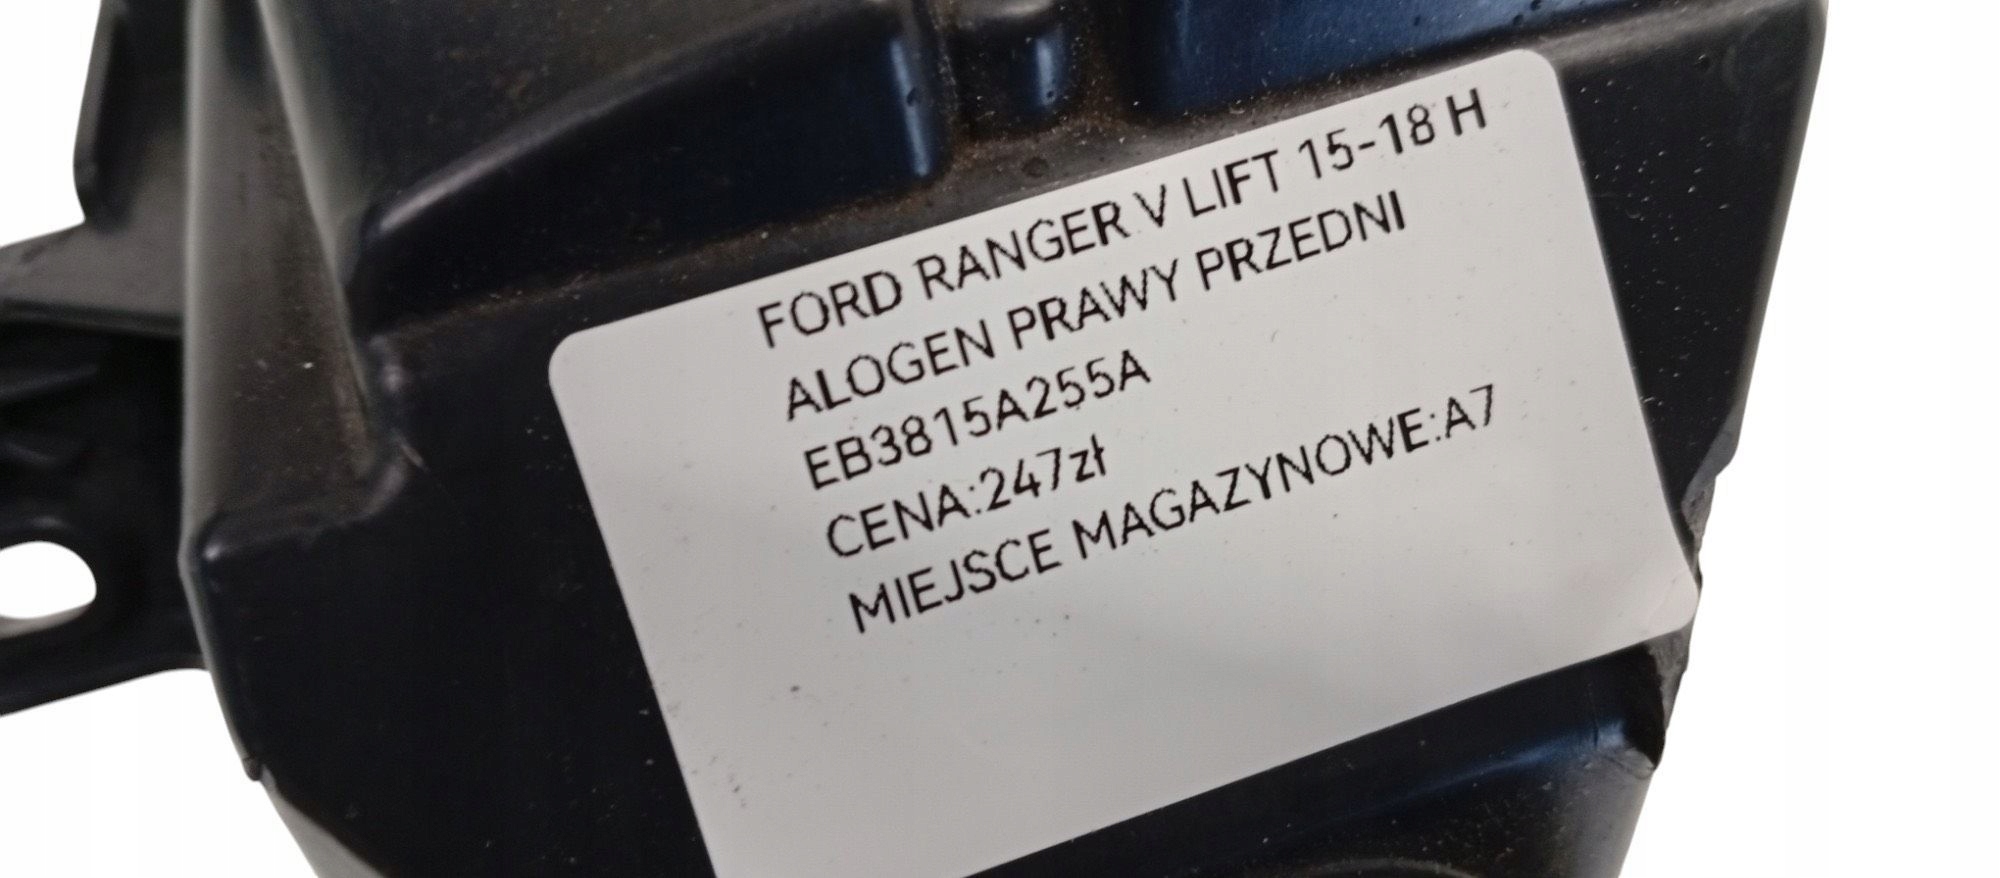 FORD RANGER V LIFT 15-18 H
ALOGEN PRAWY PRZEDNI
EB3815A255A
CENA:247zł
MIEJSCE MAGAZYNOWE:A7